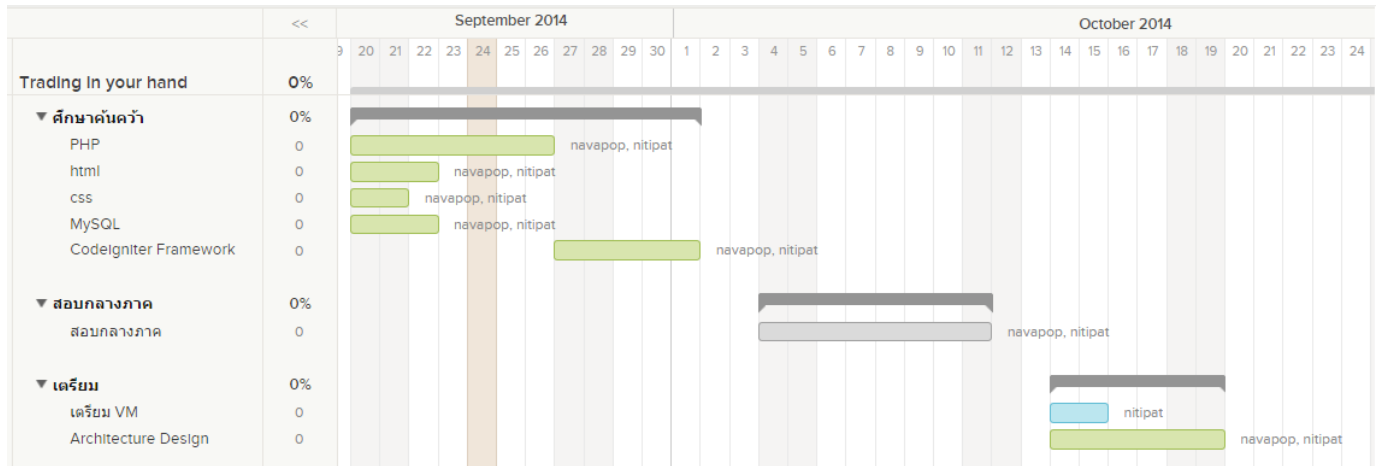 << September 2014 October 2014
9 20 21 22 23 24 25 26 27 28 29 30 1 2 3 4 5 6 7 8 9 10 11 12 13 14 15 16 17 18 19 20 21 22 23 24
Trading in your hand 0%
ศึกษาค้นคว้า 0%
PHP 0 navapop, nitipat
html 0 navapop, nitipat
css 0 navapop, nitipat
MySQL 0 navapop, nitipat
CodeIgniter Framework 0 navapop, nitipat
สอบกลางภาค 0%
สอบกลางภาค 0 navapop, nitipat
เตรียม 0%
เตรียม VM 0 nitipat
Architecture Design 0 navapop, nitipat